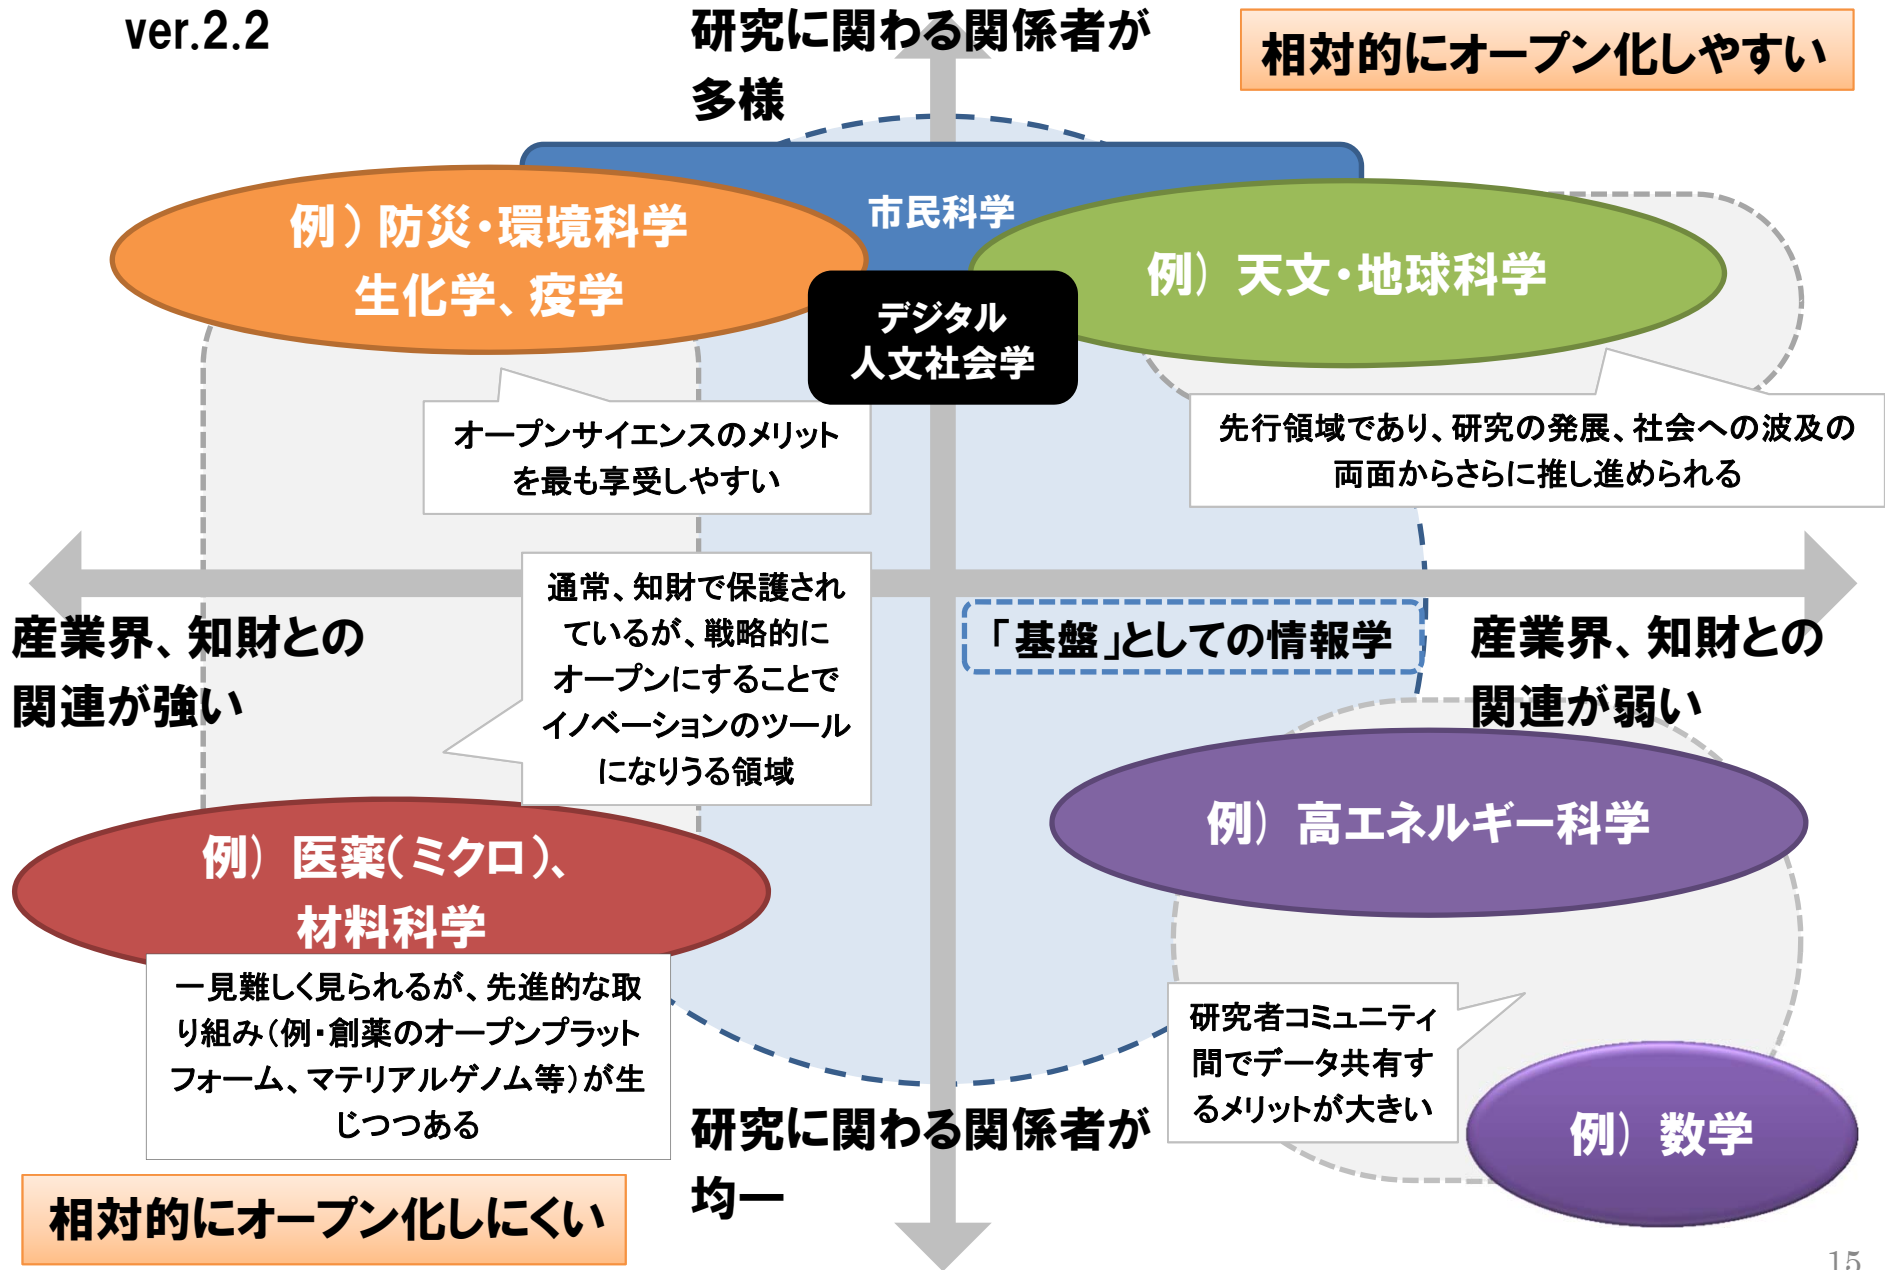 ver.2.2
研究に関わる関係者が
多様
相対的にオープン化しやすい
市民科学
例）防災・環境科学
生化学、疫学
例） 天文・地球科学
デジタル
人文社会学
オープンサイエンスのメリット
を最も享受しやすい
先行領域であり、研究の発展、社会への波及の
両面からさらに推し進められる
産業界、知財との
関連が強い
通常、知財で保護され
ているが、戦略的に
オープンにすることで
イノベーションのツール
になりうる領域
「基盤」としての情報学
産業界、知財との
関連が弱い
例） 高エネルギー科学
例） 医薬（ミクロ）、
材料科学
一見難しく見られるが、先進的な取
り組み（例・創薬のオープンプラット
フォーム、マテリアルゲノム等）が生
じつつある
研究者コミュニティ
間でデータ共有す
るメリットが大きい
例） 数学
研究に関わる関係者が
均一
相対的にオープン化しにくい
15